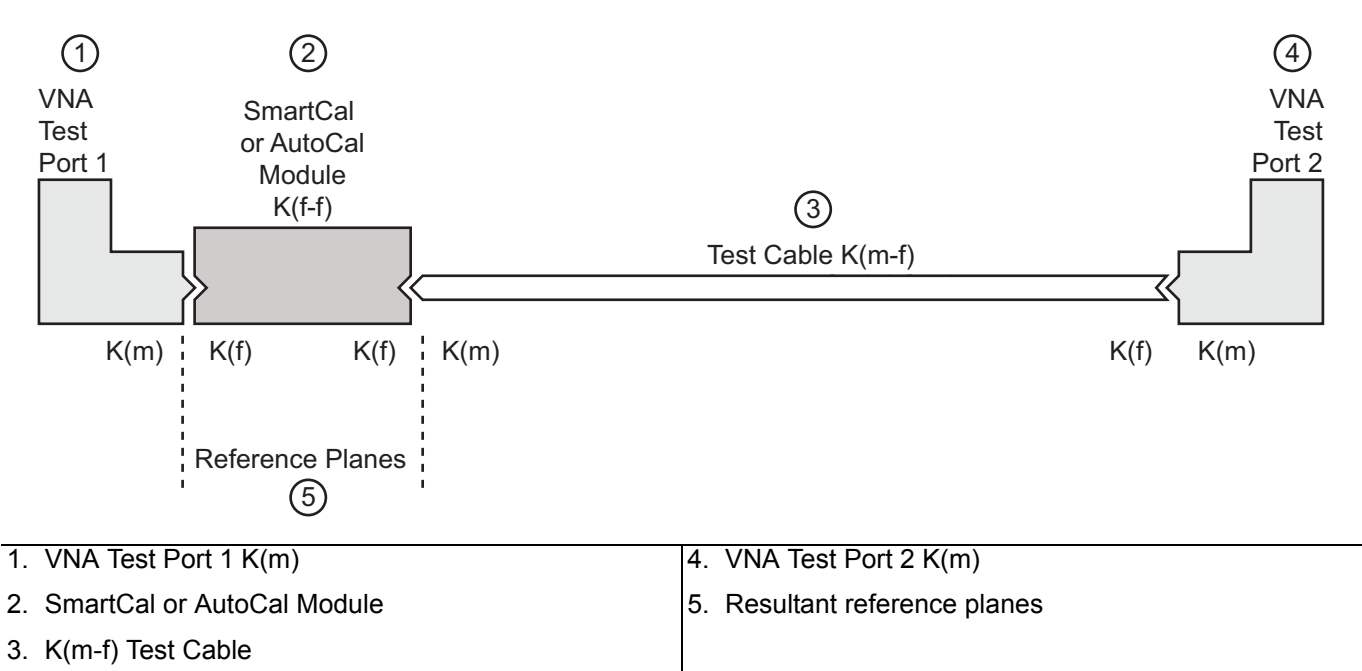 1
VNA
Test
Port 1
2
SmartCal
or AutoCal
Module
K(f-f)
3
Test Cable K(m-f)
4
VNA
Test
Port 2
K(m) K(f) K(f) K(m) K(f) K(m)
Reference Planes
5
1. VNA Test Port 1 K(m)
2. SmartCal or AutoCal Module
3. K(m-f) Test Cable
4. VNA Test Port 2 K(m)
5. Resultant reference planes